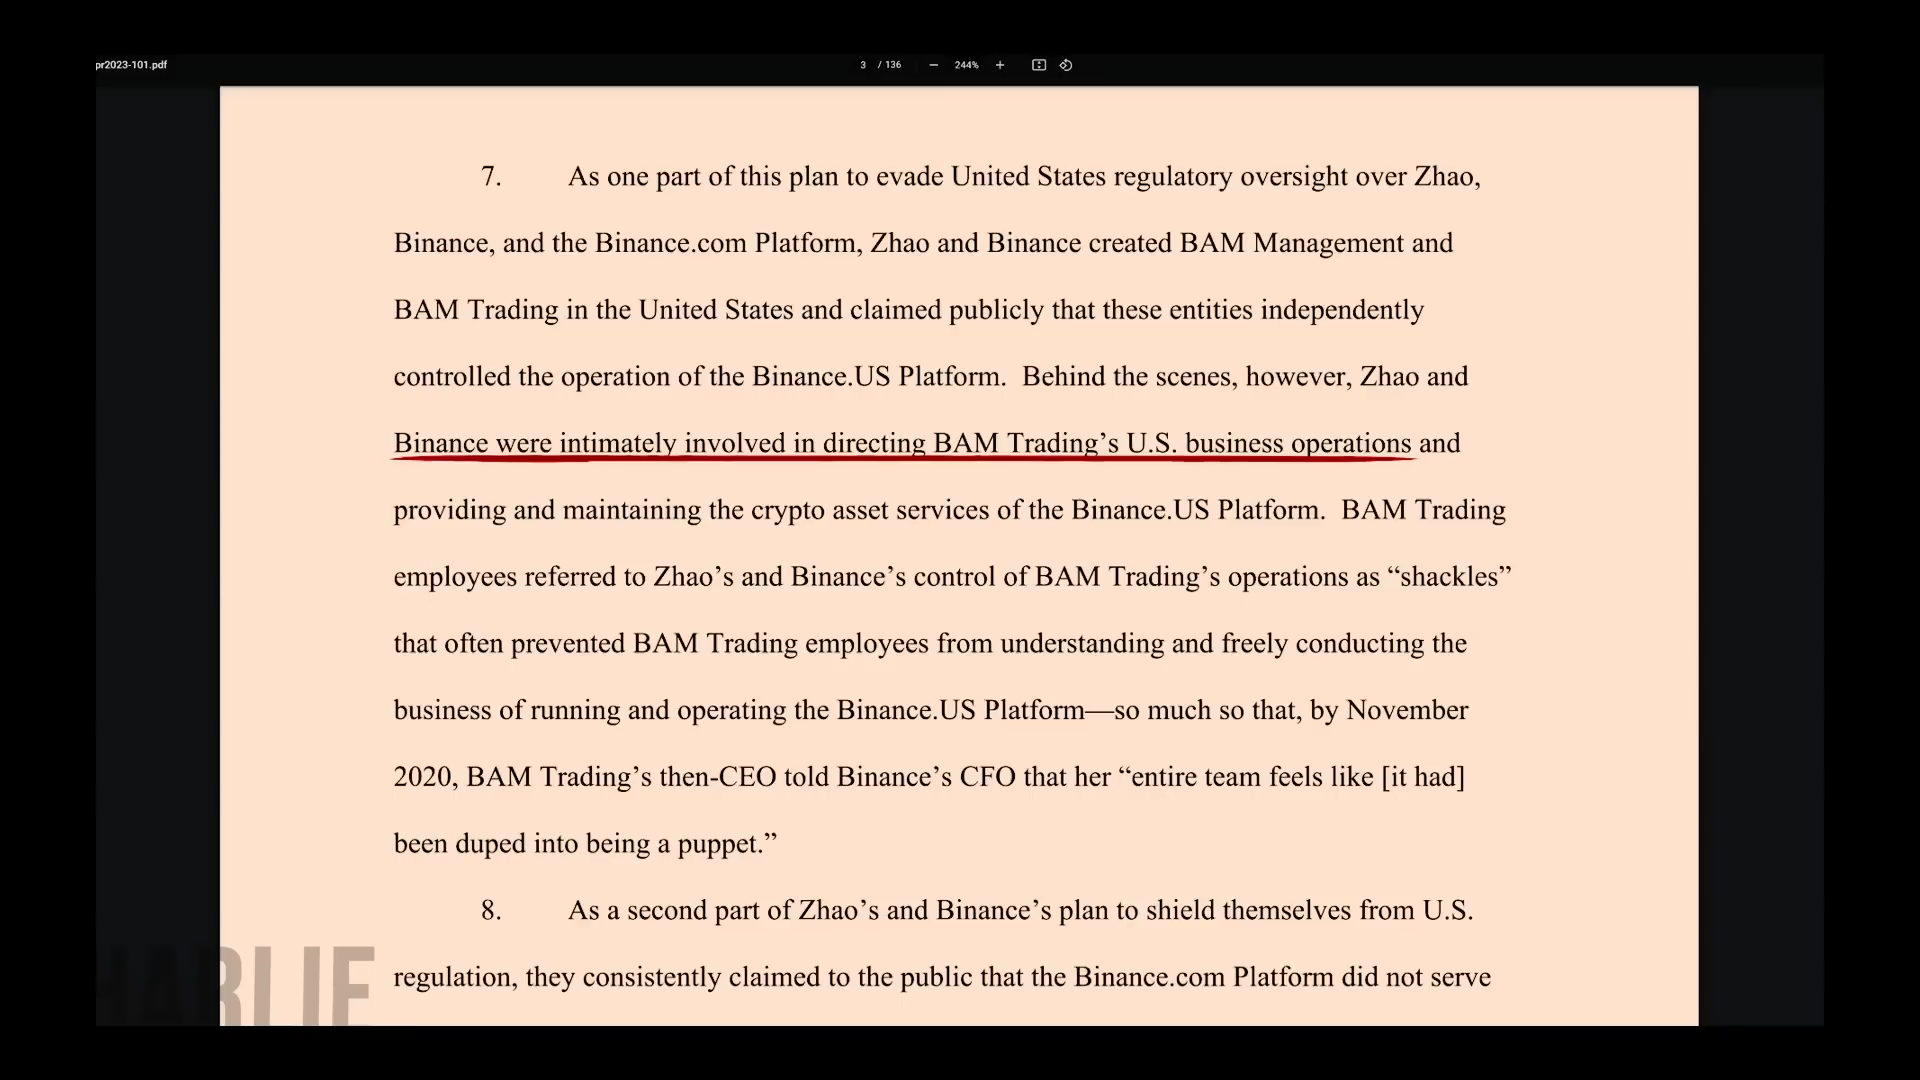 pr2023-101.pdf
3 / 136 − 244% +
7. As one part of this plan to evade United States regulatory oversight over Zhao,
Binance, and the Binance.com Platform, Zhao and Binance created BAM Management and
BAM Trading in the United States and claimed publicly that these entities independently
controlled the operation of the Binance.US Platform.  Behind the scenes, however, Zhao and
Binance were intimately involved in directing BAM Trading’s U.S. business operations and
providing and maintaining the crypto asset services of the Binance.US Platform.  BAM Trading
employees referred to Zhao’s and Binance’s control of BAM Trading’s operations as “shackles”
that often prevented BAM Trading employees from understanding and freely conducting the
business of running and operating the Binance.US Platform—so much so that, by November
2020, BAM Trading’s then-CEO told Binance’s CFO that her “entire team feels like [it had]
been duped into being a puppet.”
8. As a second part of Zhao’s and Binance’s plan to shield themselves from U.S.
regulation, they consistently claimed to the public that the Binance.com Platform did not serve